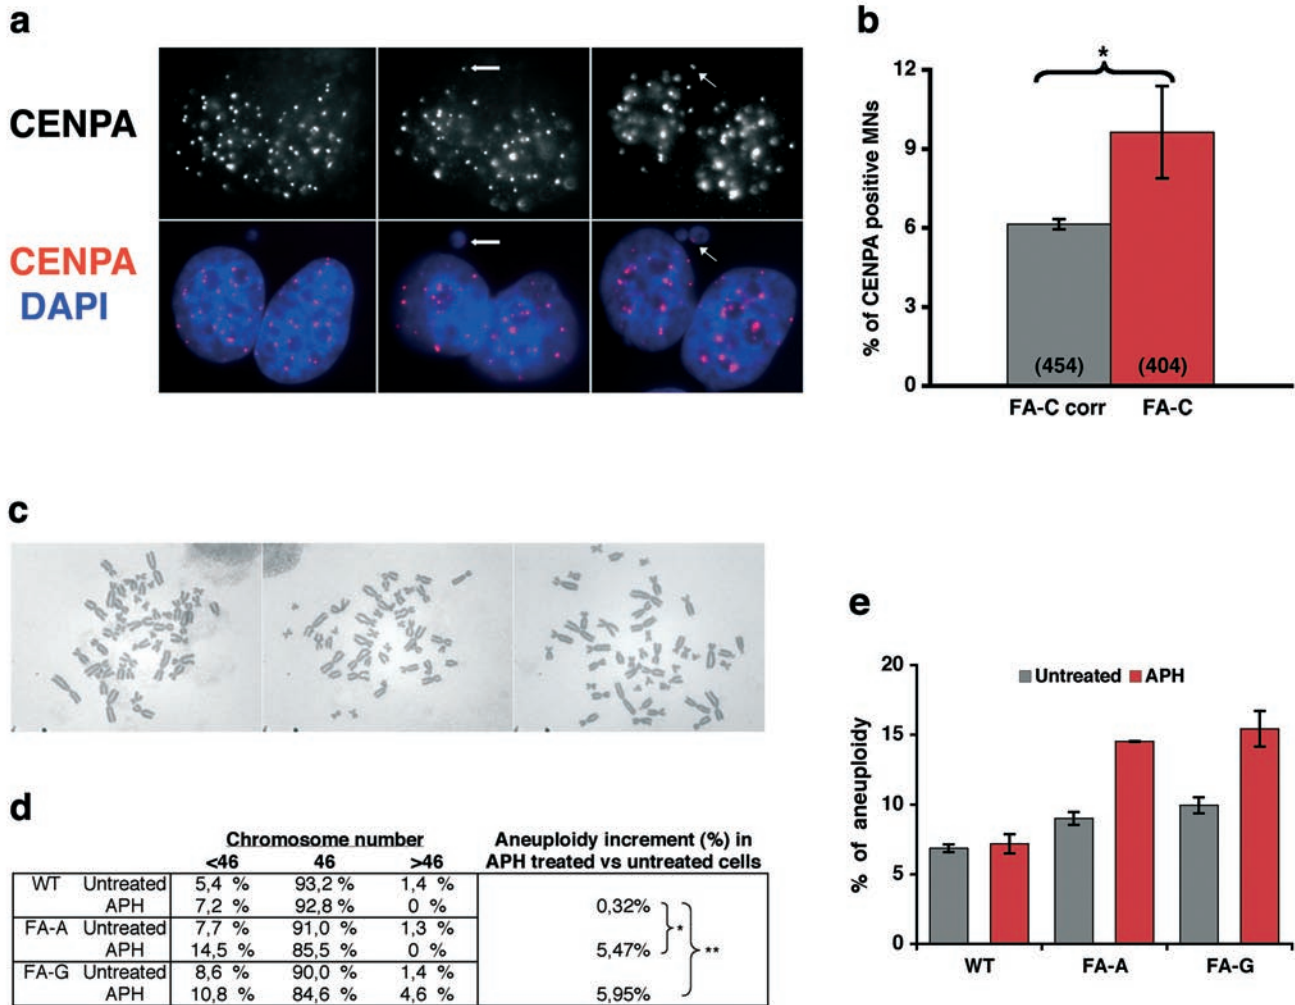 a
CENPA
CENPA
DAPI
b
*
% of CENPA positive MNs
12
9
6
3
0
(454) (404)
FA-C corr FA-C
c
d
Chromosome number
<46 46 >46
Aneuploidy increment (%) in
APH treated vs untreated cells
WT Untreated 5,4 % 93,2 % 1,4 %
APH 7,2 % 92,8 % 0 % 0,32%
FA-A Untreated 7,7 % 91,0 % 1,3 % *
APH 14,5 % 85,5 % 0 % 5,47% **
FA-G Untreated 8,6 % 90,0 % 1,4 %
APH 10,8 % 84,6 % 4,6 % 5,95%
e
Untreated APH
% of aneuploidy
20
15
10
5
0
WT FA-A FA-G